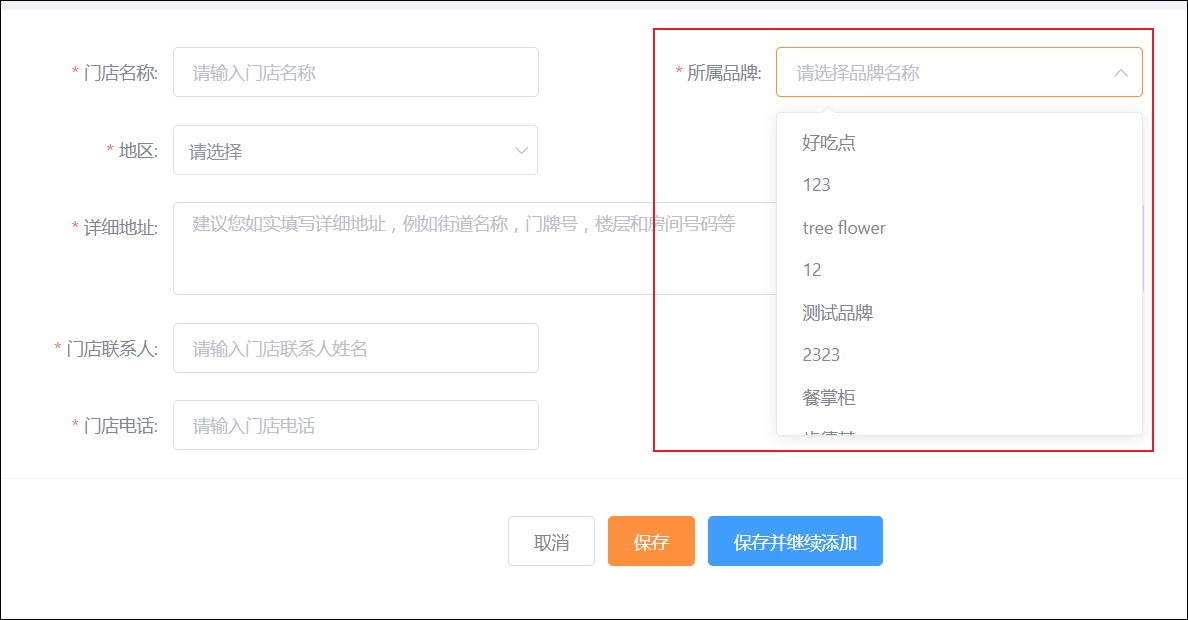 * 门店名称: 请输入门店名称
* 所属品牌: 请选择品牌名称
* 地区: 请选择
* 详细地址: 建议您如实填写详细地址，例如街道名称，门牌号，楼层和房间号码等
* 门店联系人: 请输入门店联系人姓名
* 门店电话: 请输入门店电话
好吃点
123
tree flower
12
测试品牌
2323
餐掌柜
取消 保存 保存并继续添加